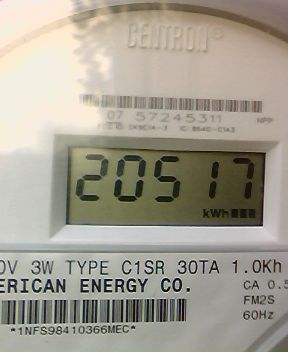 CENTRON®
07 57245311 NPP
20517
kWh
0V 3W TYPE C1SR 30TA 1.0Kh
ERICAN ENERGY CO.
CA 0.5
FM2S
60Hz
*1NFS98410366MEC*